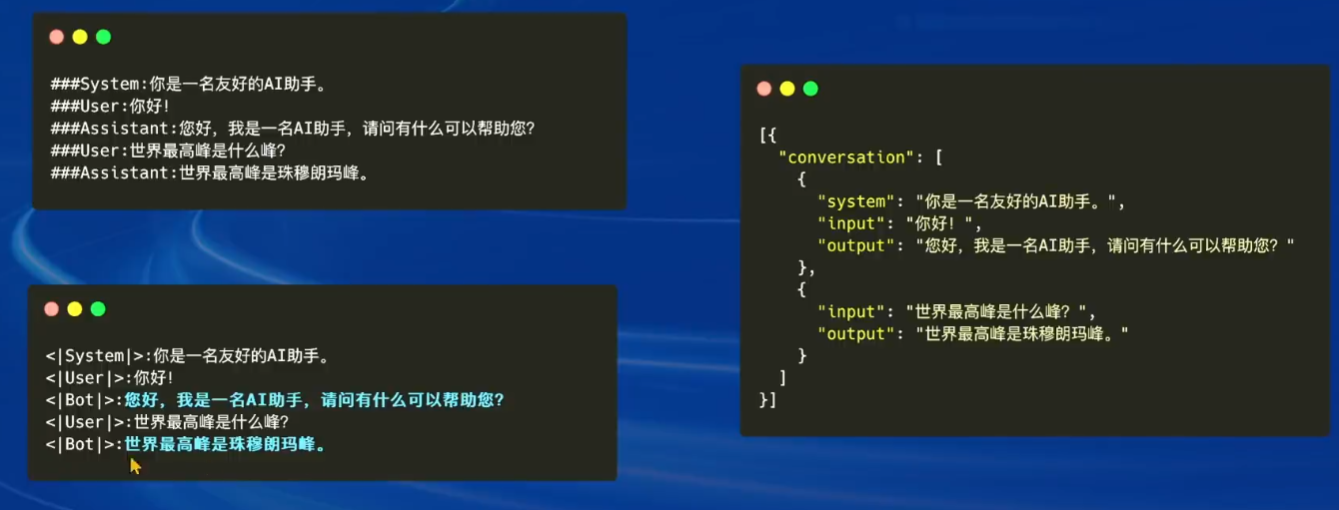 ###System:你是一名友好的AI助手。
###User:你好!
###Assistant:您好，我是一名AI助手，请问有什么可以帮助您?
###User:世界最高峰是什么峰?
###Assistant:世界最高峰是珠穆朗玛峰。
<|System|>:你是一名友好的AI助手。
<|User|>:你好!
<|Bot|>:您好，我是一名AI助手，请问有什么可以帮助您?
<|User|>:世界最高峰是什么峰?
<|Bot|>:世界最高峰是珠穆朗玛峰。
[{
"conversation": [
{
"system": "你是一名友好的AI助手。",
"input": "你好! ",
"output": "您好，我是一名AI助手，请问有什么可以帮助您? "
},
{
"input": "世界最高峰是什么峰? ",
"output": "世界最高峰是珠穆朗玛峰。"
}
]
}]